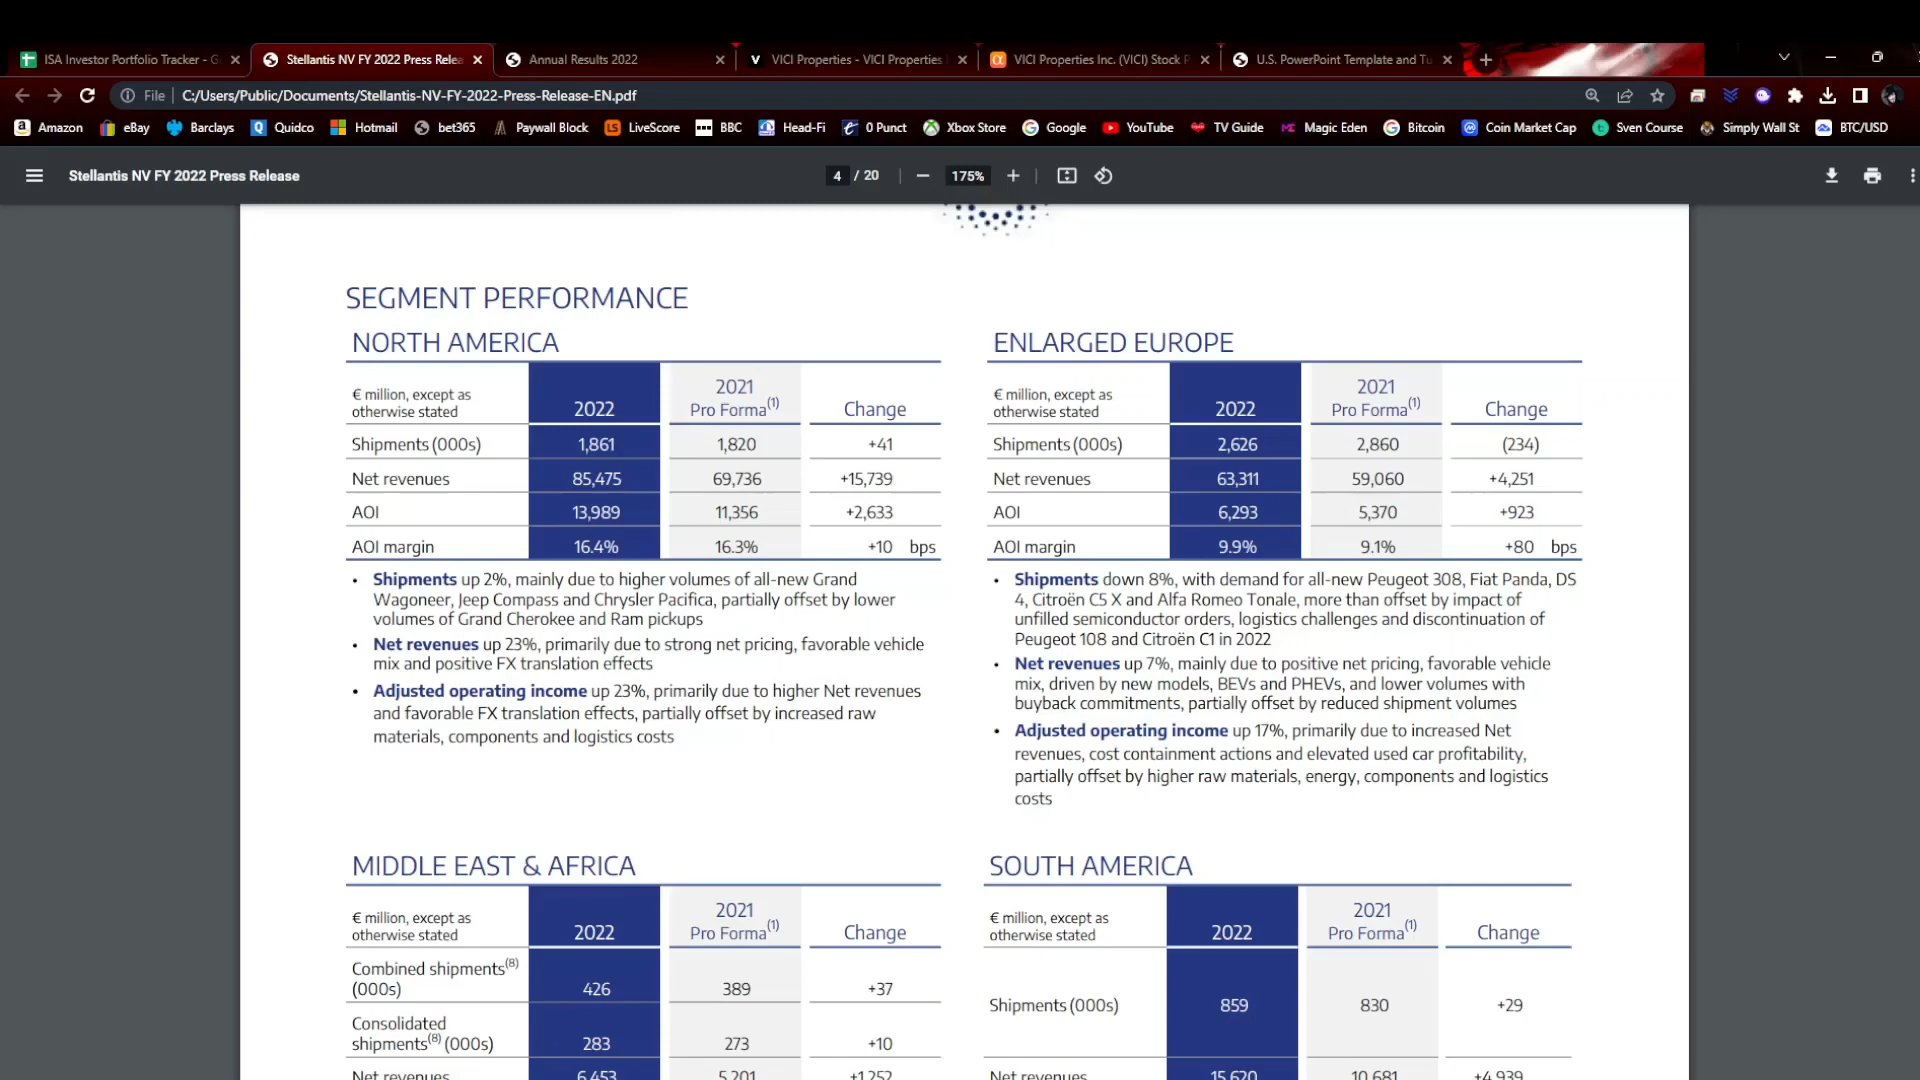 ISA Investor Portfolio Tracker - G
Stellantis NV FY 2022 Press Relea
Annual Results 2022
VICI Properties - VICI Properties
VICI Properties Inc. (VICI) Stock P
U.S. PowerPoint Template and Tu
File | C:/Users/Public/Documents/Stellantis-NV-FY-2022-Press-Release-EN.pdf
Amazon eBay Barclays Quidco Hotmail bet365 Paywall Block LiveScore BBC Head-Fi 0 Punct Xbox Store Google YouTube TV Guide Magic Eden Bitcoin Coin Market Cap Sven Course Simply Wall St BTC/USD
Stellantis NV FY 2022 Press Release
4 / 20
175%
SEGMENT PERFORMANCE
NORTH AMERICA
€ million, except as
otherwise stated
2022
2021
Pro Forma(1)
Change
Shipments (000s) 1,861 1,820 +41
Net revenues 85,475 69,736 +15,739
AOI 13,989 11,356 +2,633
AOI margin 16.4% 16.3% +10 bps
• Shipments up 2%, mainly due to higher volumes of all-new Grand
Wagoneer, Jeep Compass and Chrysler Pacifica, partially offset by lower
volumes of Grand Cherokee and Ram pickups
• Net revenues up 23%, primarily due to strong net pricing, favorable vehicle
mix and positive FX translation effects
• Adjusted operating income up 23%, primarily due to higher Net revenues
and favorable FX translation effects, partially offset by increased raw
materials, components and logistics costs
ENLARGED EUROPE
€ million, except as
otherwise stated
2022
2021
Pro Forma(1)
Change
Shipments (000s) 2,626 2,860 (234)
Net revenues 63,311 59,060 +4,251
AOI 6,293 5,370 +923
AOI margin 9.9% 9.1% +80 bps
• Shipments down 8%, with demand for all-new Peugeot 308, Fiat Panda, DS
4, Citroën C5 X and Alfa Romeo Tonale, more than offset by impact of
unfilled semiconductor orders, logistics challenges and discontinuation of
Peugeot 108 and Citroën C1 in 2022
• Net revenues up 7%, mainly due to positive net pricing, favorable vehicle
mix, driven by new models, BEVs and PHEVs, and lower volumes with
buyback commitments, partially offset by reduced shipment volumes
• Adjusted operating income up 17%, primarily due to increased Net
revenues, cost containment actions and elevated used car profitability,
partially offset by higher raw materials, energy, components and logistics
costs
MIDDLE EAST & AFRICA
€ million, except as
otherwise stated
2022
2021
Pro Forma(1)
Change
Combined shipments(8)
(000s) 426 389 +37
Consolidated
shipments(8) (000s) 283 273 +10
Net revenues 6,453 5,201 +1,252
SOUTH AMERICA
€ million, except as
otherwise stated
2022
2021
Pro Forma(1)
Change
Shipments (000s) 859 830 +29
Net revenues 15,620 10,681 +4,939